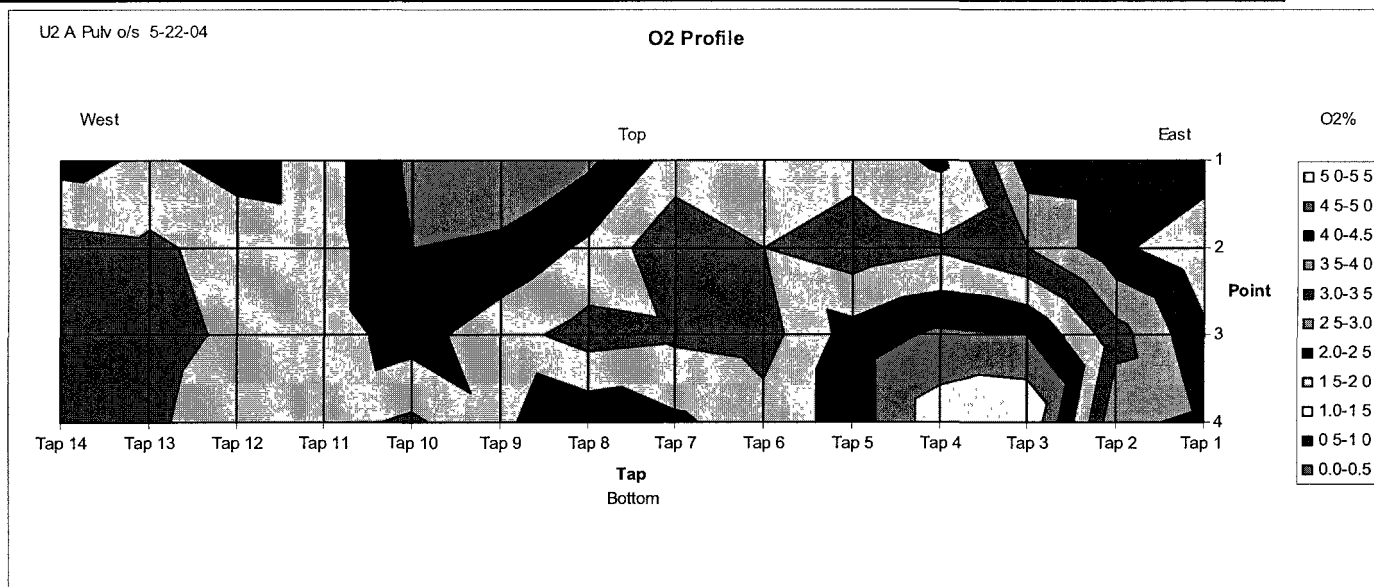 U2 A Pulv o/s 5-22-04
O2 Profile
West
Top
East
O2%
1
2
3
4
Point
5 0-5 5
4 5-5 0
4 0-4.5
3 5-4 0
3.0-3 5
2 5-3.0
2.0-2 5
1 5-2 0
1.0-1 5
0 5-1 0
0.0-0.5
Tap 14 Tap 13 Tap 12 Tap 11 Tap 10 Tap 9 Tap 8 Tap 7 Tap 6 Tap 5 Tap 4 Tap 3 Tap 2 Tap 1
Tap
Bottom